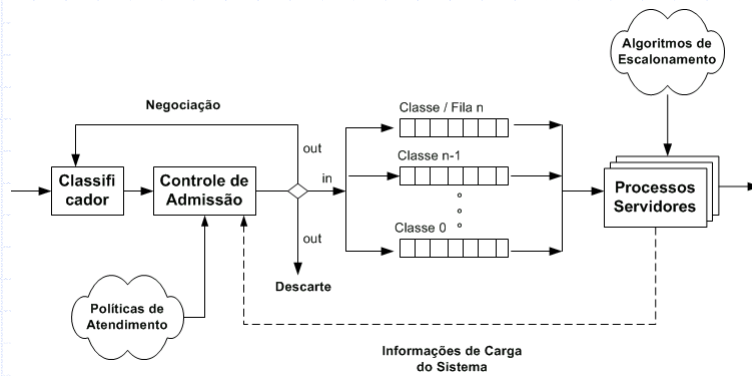 Algoritmos de
Escalonamento
Negociação
Classe / Fila n
out
Classe n-1
Classifi
cador
Controle de
Admissão
in
Processos
Servidores
Classe 0
out
Descarte
Políticas de
Atendimento
Informações de Carga
do Sistema